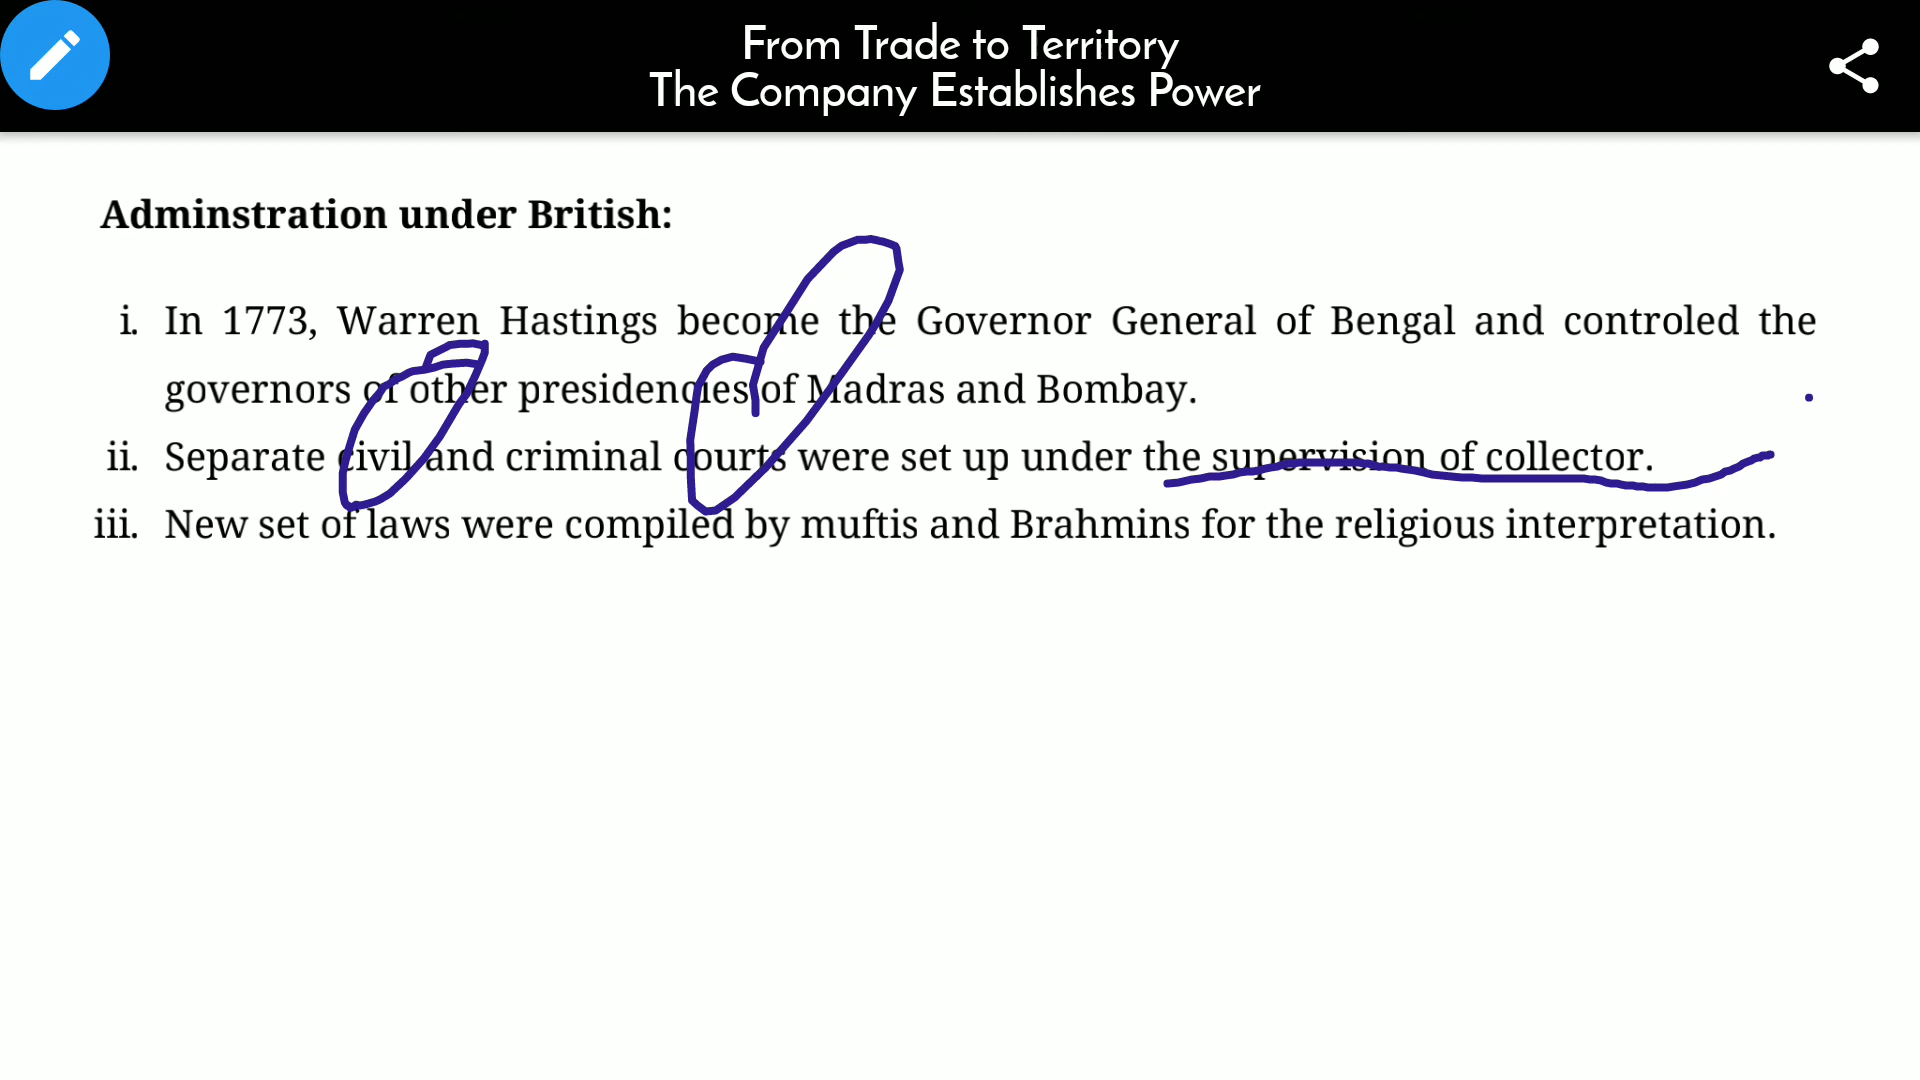 From Trade to Territory
The Company Establishes Power
Adminstration under British:
i. In 1773, Warren Hastings become the Governor General of Bengal and controled the
governors of other presidencies of Madras and Bombay.
ii. Separate civil and criminal courts were set up under the supervision of collector.
iii. New set of laws were compiled by muftis and Brahmins for the religious interpretation.